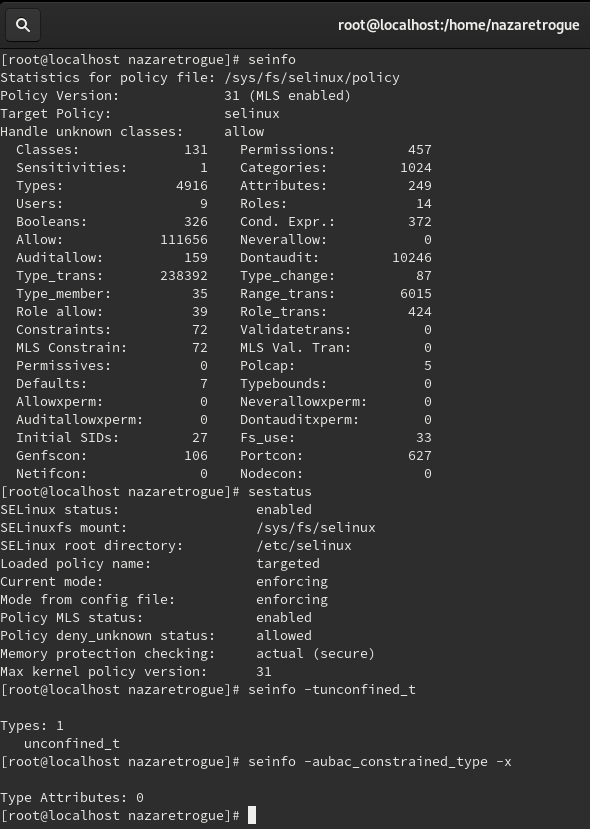 root@localhost:/home/nazaretrogue
[root@localhost nazaretrogue]# seinfo
Statistics for policy file: /sys/fs/selinux/policy
Policy Version:             31 (MLS enabled)
Target Policy:              selinux
Handle unknown classes:     allow
  Classes:             131    Permissions:         457
  Sensitivities:         1    Categories:         1024
  Types:              4916    Attributes:          249
  Users:                 9    Roles:                14
  Booleans:            326    Cond. Expr.:         372
  Allow:            111656    Neverallow:            0
  Auditallow:          159    Dontaudit:         10246
  Type_trans:       238392    Type_change:          87
  Type_member:          35    Range_trans:        6015
  Role allow:           39    Role_trans:          424
  Constraints:          72    Validatetrans:         0
  MLS Constrain:        72    MLS Val. Tran:         0
  Permissives:           0    Polcap:                5
  Defaults:              7    Typebounds:            0
  Allowxperm:            0    Neverallowxperm:       0
  Auditallowxperm:       0    Dontauditxperm:        0
  Initial SIDs:         27    Fs_use:               33
  Genfscon:            106    Portcon:             627
  Netifcon:              0    Nodecon:               0
[root@localhost nazaretrogue]# sestatus
SELinux status:                 enabled
SELinuxfs mount:                /sys/fs/selinux
SELinux root directory:         /etc/selinux
Loaded policy name:             targeted
Current mode:                   enforcing
Mode from config file:          enforcing
Policy MLS status:              enabled
Policy deny_unknown status:     allowed
Memory protection checking:     actual (secure)
Max kernel policy version:      31
[root@localhost nazaretrogue]# seinfo -tunconfined_t
Types: 1
   unconfined_t
[root@localhost nazaretrogue]# seinfo -aubac_constrained_type -x
Type Attributes: 0
[root@localhost nazaretrogue]#